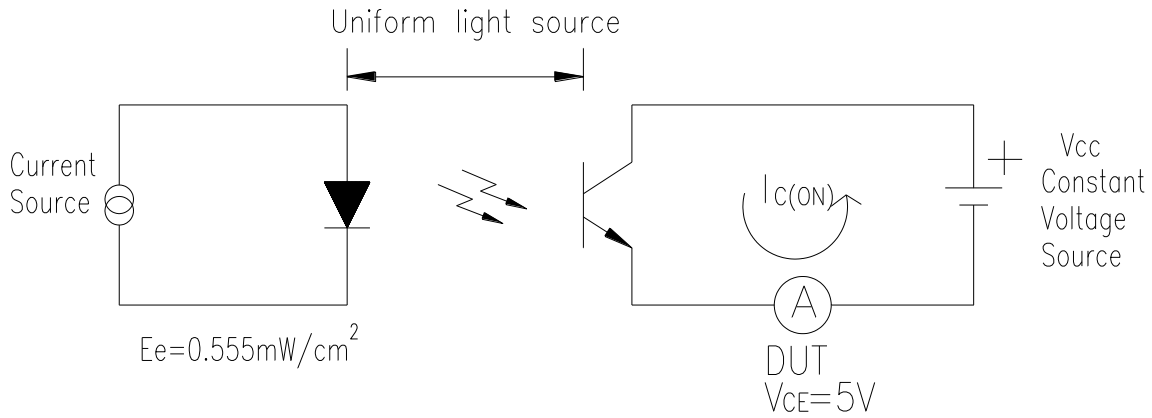 Uniform light source
Current
Source
IC(ON)
+
Vcc
Constant
Voltage
Source
A
Ee=0.555mW/cm²
DUT
VCE=5V